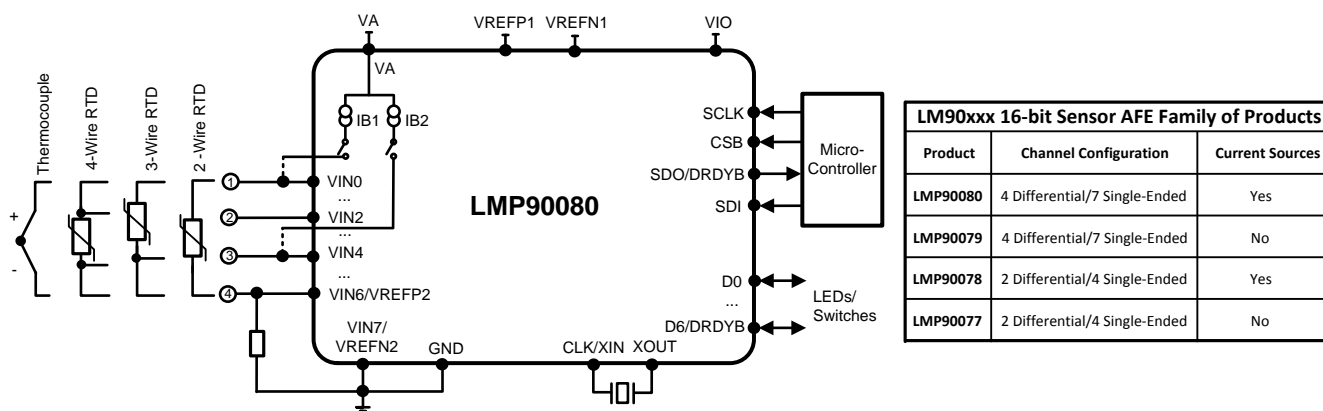 VA
VREFP1
VREFN1
VIO
VA
IB1
IB2
Thermocouple
4-Wire RTD
3-Wire RTD
2 -Wire RTD
+
-
1
2
3
4
VIN0
...
VIN2
...
VIN4
...
VIN6/VREFP2
VIN7/
VREFN2
GND
CLK/XIN
XOUT
LMP90080
SCLK
CSB
SDO/DRDYB
SDI
D0
...
D6/DRDYB
Micro-
Controller
LEDs/
Switches
LM90xxx 16-bit Sensor AFE Family of Products
Product Channel Configuration Current Sources
LMP90080 4 Differential/7 Single-Ended Yes
LMP90079 4 Differential/7 Single-Ended No
LMP90078 2 Differential/4 Single-Ended Yes
LMP90077 2 Differential/4 Single-Ended No